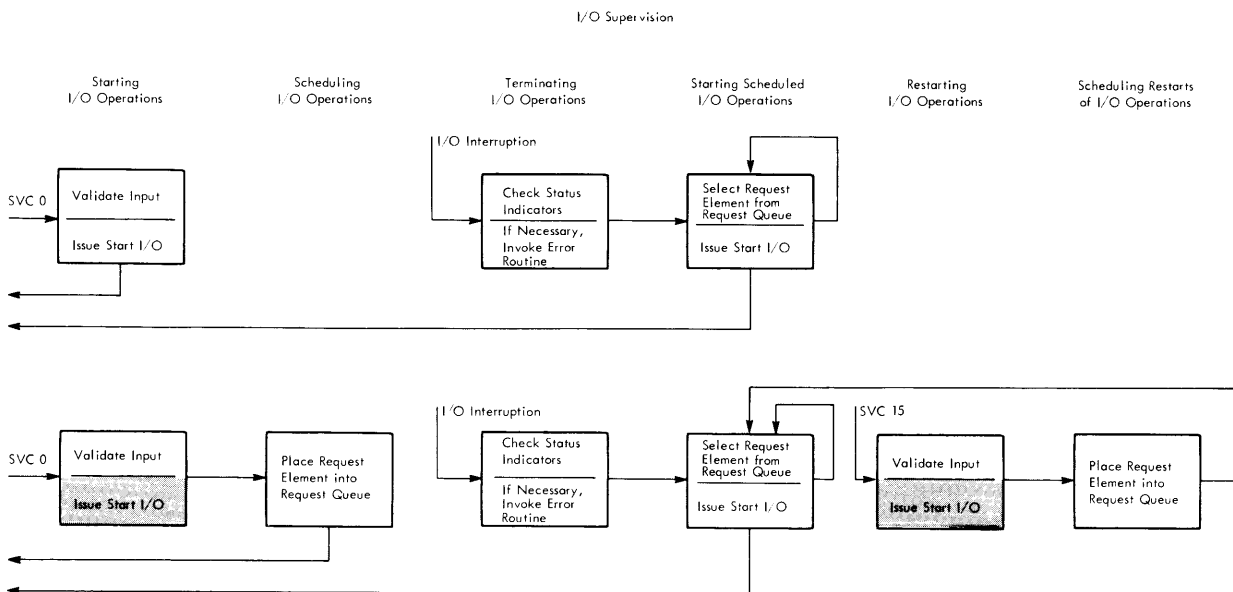 I/O Supervision
Starting
I/O Operations
Scheduling
I/O Operations
Terminating
I/O Operations
Starting Scheduled
I/O Operations
Restarting
I/O Operations
Scheduling Restarts
of I/O Operations
I/O Interruption
SVC 0
Validate Input
Issue Start I/O
Check Status
Indicators
If Necessary,
Invoke Error
Routine
Select Request
Element from
Request Queue
Issue Start I/O
I/O Interruption
SVC 15
SVC 0
Validate Input
Issue Start I/O
Place Request
Element into
Request Queue
Check Status
Indicators
If Necessary,
Invoke Error
Routine
Select Request
Element from
Request Queue
Issue Start I/O
Validate Input
Issue Start I/O
Place Request
Element into
Request Queue